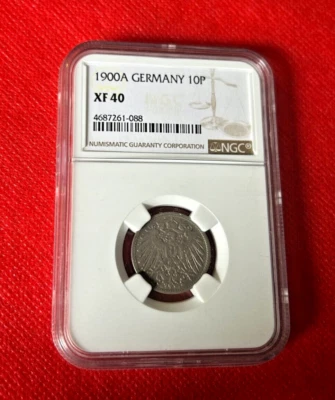 1900A GERMANY 10P
XF 40
4687261-088
NUMISMATIC GUARANTY CORPORATION
NGC